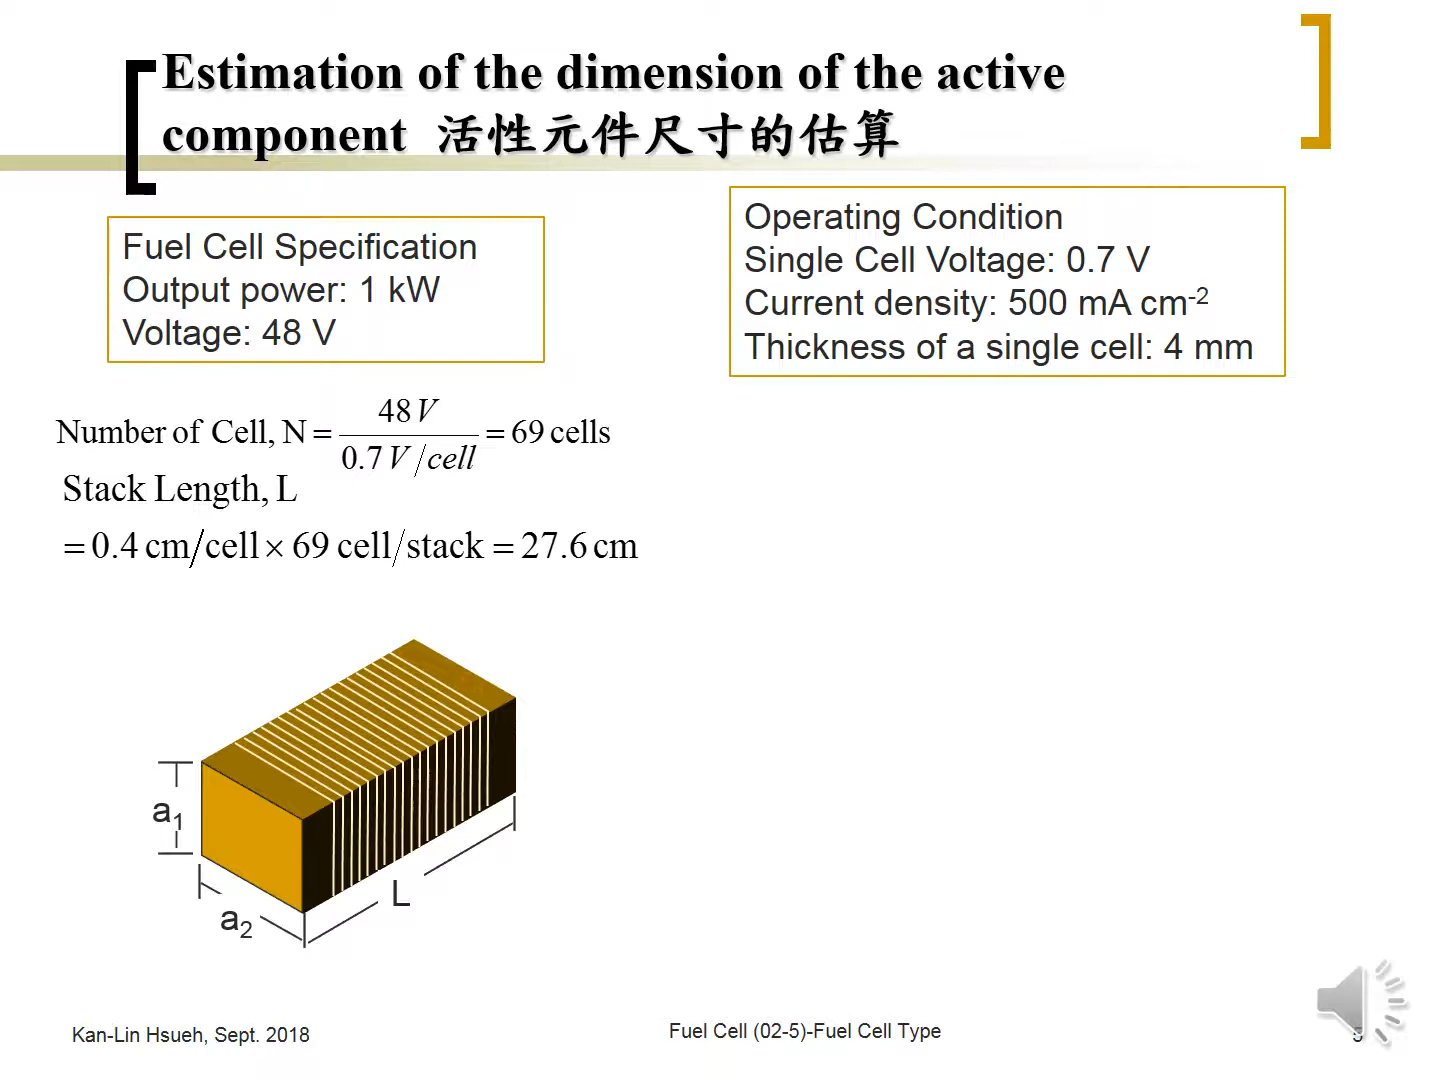 Estimation of the dimension of the active
component 活性元件尺寸的估算
Fuel Cell Specification
Output power: 1 kW
Voltage: 48 V
Operating Condition
Single Cell Voltage: 0.7 V
Current density: 500 mA cm-2
Thickness of a single cell: 4 mm
Number of Cell, N = 48 V / 0.7 V/cell = 69 cells
Stack Length, L
= 0.4 cm/cell × 69 cell/stack = 27.6 cm
a1
a2
L
Kan-Lin Hsueh, Sept. 2018
Fuel Cell (02-5)-Fuel Cell Type